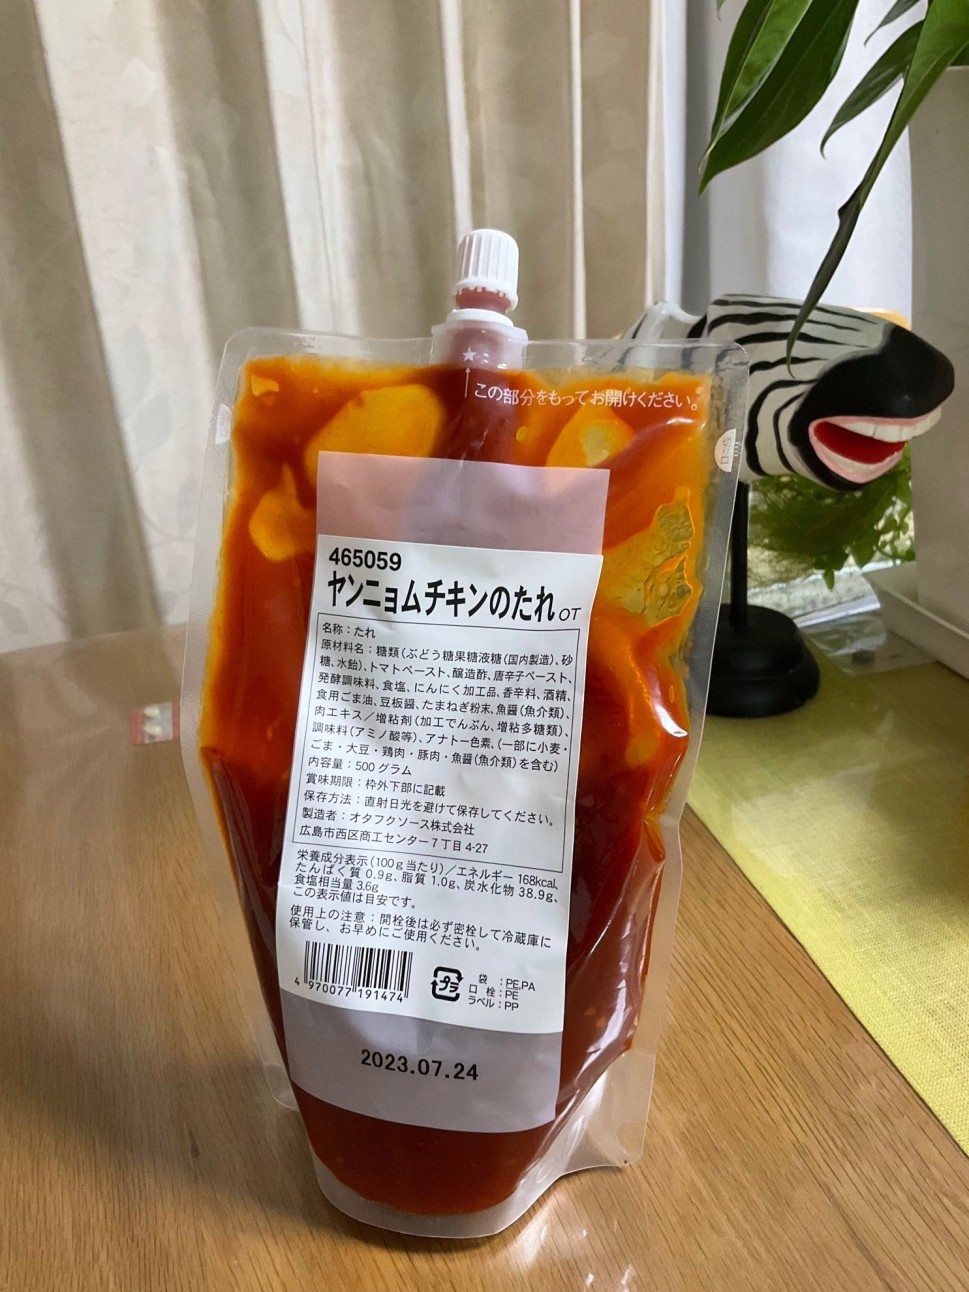 この部分をもってお開けください。
465059
ヤンニョムチキンのたれ OT
名称：たれ
原材料名：糖類（ぶどう糖果糖液糖（国内製造）、砂
糖、水飴）、トマトペースト、醸造酢、唐辛子ペースト、
発酵調味料、食塩、にんにく加工品、香辛料、酒精、
食用ごま油、豆板醤、たまねぎ粉末、魚醤（魚介類）、
肉エキス／増粘剤（加工でんぷん、増粘多糖類）、
調味料（アミノ酸等）、アナトー色素、（一部に小麦・
ごま・大豆・鶏肉・豚肉・魚醤（魚介類）を含む）
内容量：500グラム
賞味期限：枠外下部に記載
保存方法：直射日光を避けて保存してください。
製造者：オタフクソース株式会社
広島市西区商工センター7丁目4-27
栄養成分表示（100g当たり）／エネルギー 168kcal、
たんぱく質 0.9g、脂質 1.0g、炭水化物 38.9g、
食塩相当量 3.6g
この表示値は目安です。
使用上の注意：開栓後は必ず密栓して冷蔵庫に
保管し、お早めにご使用ください。
4 970077 191474
プラ
袋：PE,PA
口栓：PE
ラベル：PP
2023.07.24